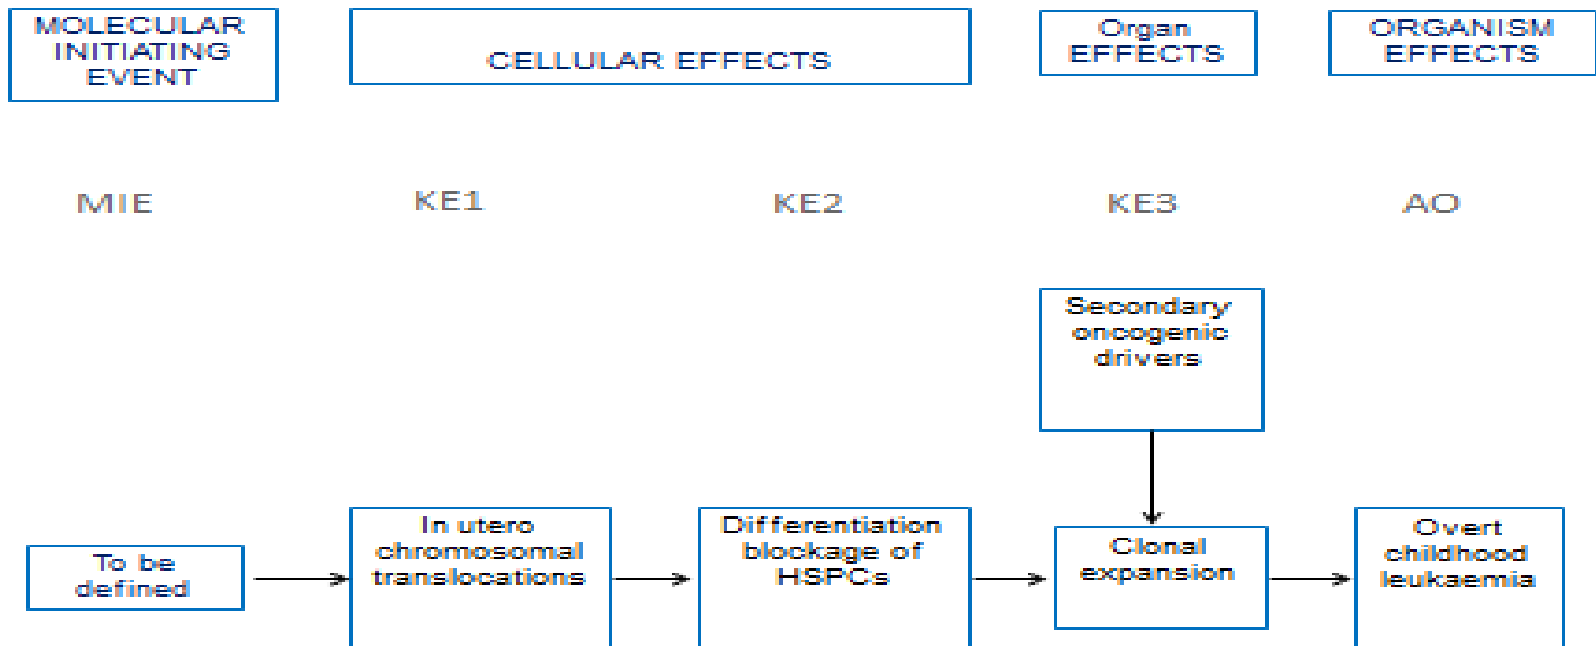 MOLECULAR
INITIATING
EVENT
CELLULAR EFFECTS
Organ
EFFECTS
ORGANISM
EFFECTS
MIE
KE1
KE2
KE3
AO
Secondary
oncogenic
drivers
To be
defined
In utero
chromosomal
translocations
Differentiation
blockage of
HSPCs
Clonal
expansion
Overt
childhood
leukaemia